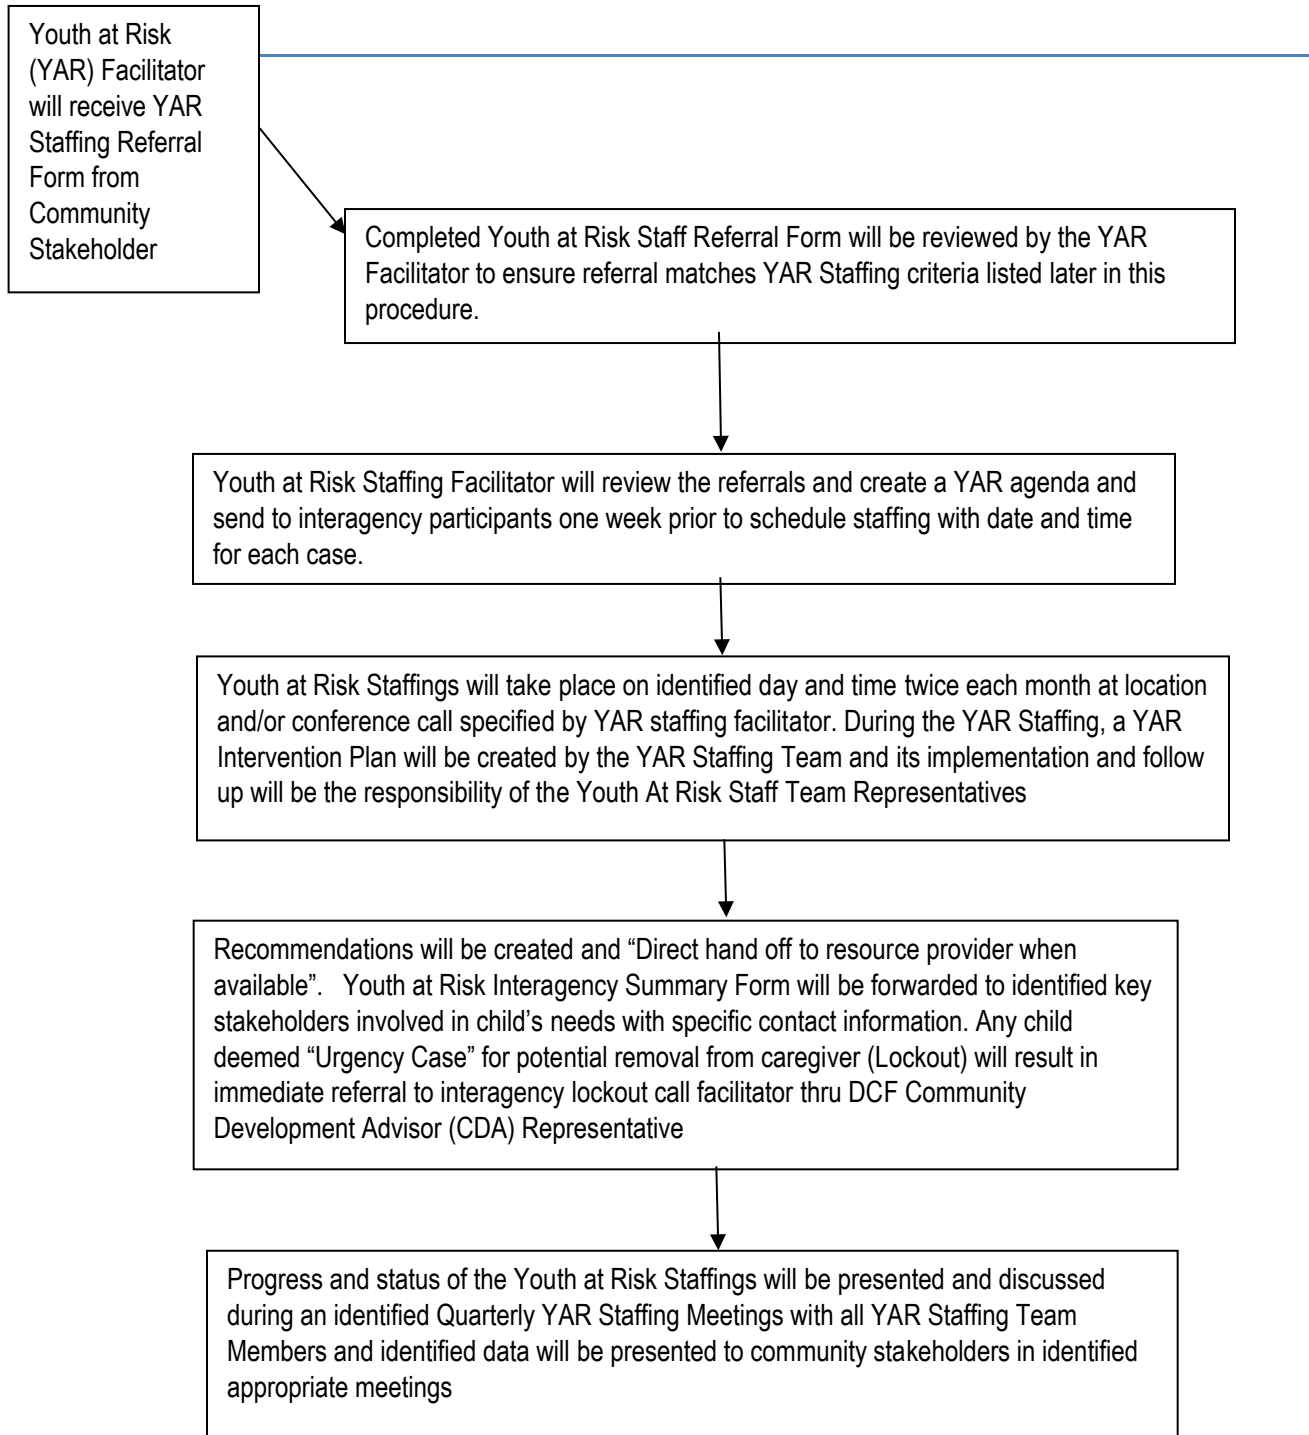 Youth at Risk
(YAR) Facilitator
will receive YAR
Staffing Referral
Form from
Community
Stakeholder
Completed Youth at Risk Staff Referral Form will be reviewed by the YAR
Facilitator to ensure referral matches YAR Staffing criteria listed later in this
procedure.
Youth at Risk Staffing Facilitator will review the referrals and create a YAR agenda and
send to interagency participants one week prior to schedule staffing with date and time
for each case.
Youth at Risk Staffings will take place on identified day and time twice each month at location
and/or conference call specified by YAR staffing facilitator. During the YAR Staffing, a YAR
Intervention Plan will be created by the YAR Staffing Team and its implementation and follow
up will be the responsibility of the Youth At Risk Staff Team Representatives
Recommendations will be created and “Direct hand off to resource provider when
available”.   Youth at Risk Interagency Summary Form will be forwarded to identified key
stakeholders involved in child’s needs with specific contact information. Any child
deemed “Urgency Case” for potential removal from caregiver (Lockout) will result in
immediate referral to interagency lockout call facilitator thru DCF Community
Development Advisor (CDA) Representative
Progress and status of the Youth at Risk Staffings will be presented and discussed
during an identified Quarterly YAR Staffing Meetings with all YAR Staffing Team
Members and identified data will be presented to community stakeholders in identified
appropriate meetings